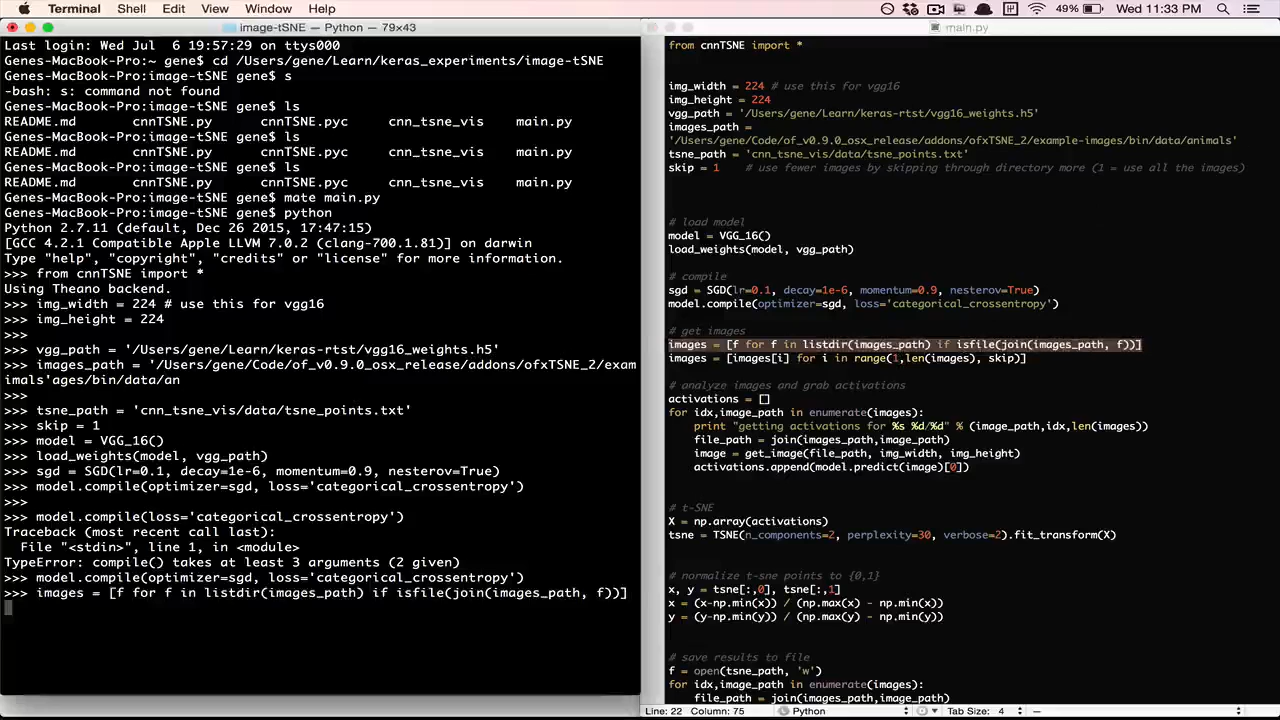 Terminal Shell Edit View Window Help 49% Wed 11:33 PM
image-tSNE — Python — 79×43
Last login: Wed Jul  6 19:57:29 on ttys000
Genes-MacBook-Pro:~ gene$ cd /Users/gene/Learn/keras_experiments/image-tSNE
Genes-MacBook-Pro:image-tSNE gene$ s
-bash: s: command not found
Genes-MacBook-Pro:image-tSNE gene$ ls
README.md cnnTSNE.py cnnTSNE.pyc cnn_tsne_vis main.py
Genes-MacBook-Pro:image-tSNE gene$ ls
README.md cnnTSNE.py cnnTSNE.pyc cnn_tsne_vis main.py
Genes-MacBook-Pro:image-tSNE gene$ ls
README.md cnnTSNE.py cnnTSNE.pyc cnn_tsne_vis main.py
Genes-MacBook-Pro:image-tSNE gene$ mate main.py
Genes-MacBook-Pro:image-tSNE gene$ python
Python 2.7.11 (default, Dec 26 2015, 17:47:15)
[GCC 4.2.1 Compatible Apple LLVM 7.0.2 (clang-700.1.81)] on darwin
Type "help", "copyright", "credits" or "license" for more information.
>>> from cnnTSNE import *
Using Theano backend.
>>> img_width = 224 # use this for vgg16
>>> img_height = 224
>>>
>>> vgg_path = '/Users/gene/Learn/keras-rtst/vgg16_weights.h5'
>>> images_path = '/Users/gene/Code/of_v0.9.0_osx_release/addons/ofxTSNE_2/exam
imals'ages/bin/data/an
>>>
>>> tsne_path = 'cnn_tsne_vis/data/tsne_points.txt'
>>> skip = 1
>>> model = VGG_16()
>>> load_weights(model, vgg_path)
>>> sgd = SGD(lr=0.1, decay=1e-6, momentum=0.9, nesterov=True)
>>> model.compile(optimizer=sgd, loss='categorical_crossentropy')
>>>
>>> model.compile(loss='categorical_crossentropy')
Traceback (most recent call last):
File "<stdin>", line 1, in <module>
TypeError: compile() takes at least 3 arguments (2 given)
>>> model.compile(optimizer=sgd, loss='categorical_crossentropy')
>>> images = [f for f in listdir(images_path) if isfile(join(images_path, f))]
main.py
from cnnTSNE import *
img_width = 224 # use this for vgg16
img_height = 224
vgg_path = '/Users/gene/Learn/keras-rtst/vgg16_weights.h5'
images_path =
'/Users/gene/Code/of_v0.9.0_osx_release/addons/ofxTSNE_2/example-images/bin/data/animals'
tsne_path = 'cnn_tsne_vis/data/tsne_points.txt'
skip = 1    # use fewer images by skipping through directory more (1 = use all the images)
# load model
model = VGG_16()
load_weights(model, vgg_path)
# compile
sgd = SGD(lr=0.1, decay=1e-6, momentum=0.9, nesterov=True)
model.compile(optimizer=sgd, loss='categorical_crossentropy')
# get images
images = [f for f in listdir(images_path) if isfile(join(images_path, f))]
images = [images[i] for i in range(1,len(images), skip)]
# analyze images and grab activations
activations = []
for idx,image_path in enumerate(images):
print "getting activations for %s %d/%d" % (image_path,idx,len(images))
file_path = join(images_path,image_path)
image = get_image(file_path, img_width, img_height)
activations.append(model.predict(image)[0])
# t-SNE
X = np.array(activations)
tsne = TSNE(n_components=2, perplexity=30, verbose=2).fit_transform(X)
# normalize t-sne points to {0,1}
x, y = tsne[:,0], tsne[:,1]
x = (x-np.min(x)) / (np.max(x) - np.min(x))
y = (y-np.min(y)) / (np.max(y) - np.min(y))
# save results to file
f = open(tsne_path, 'w')
for idx,image_path in enumerate(images):
file_path = join(images_path,image_path)
Line: 22 Column: 75 Python Tab Size: 4 —